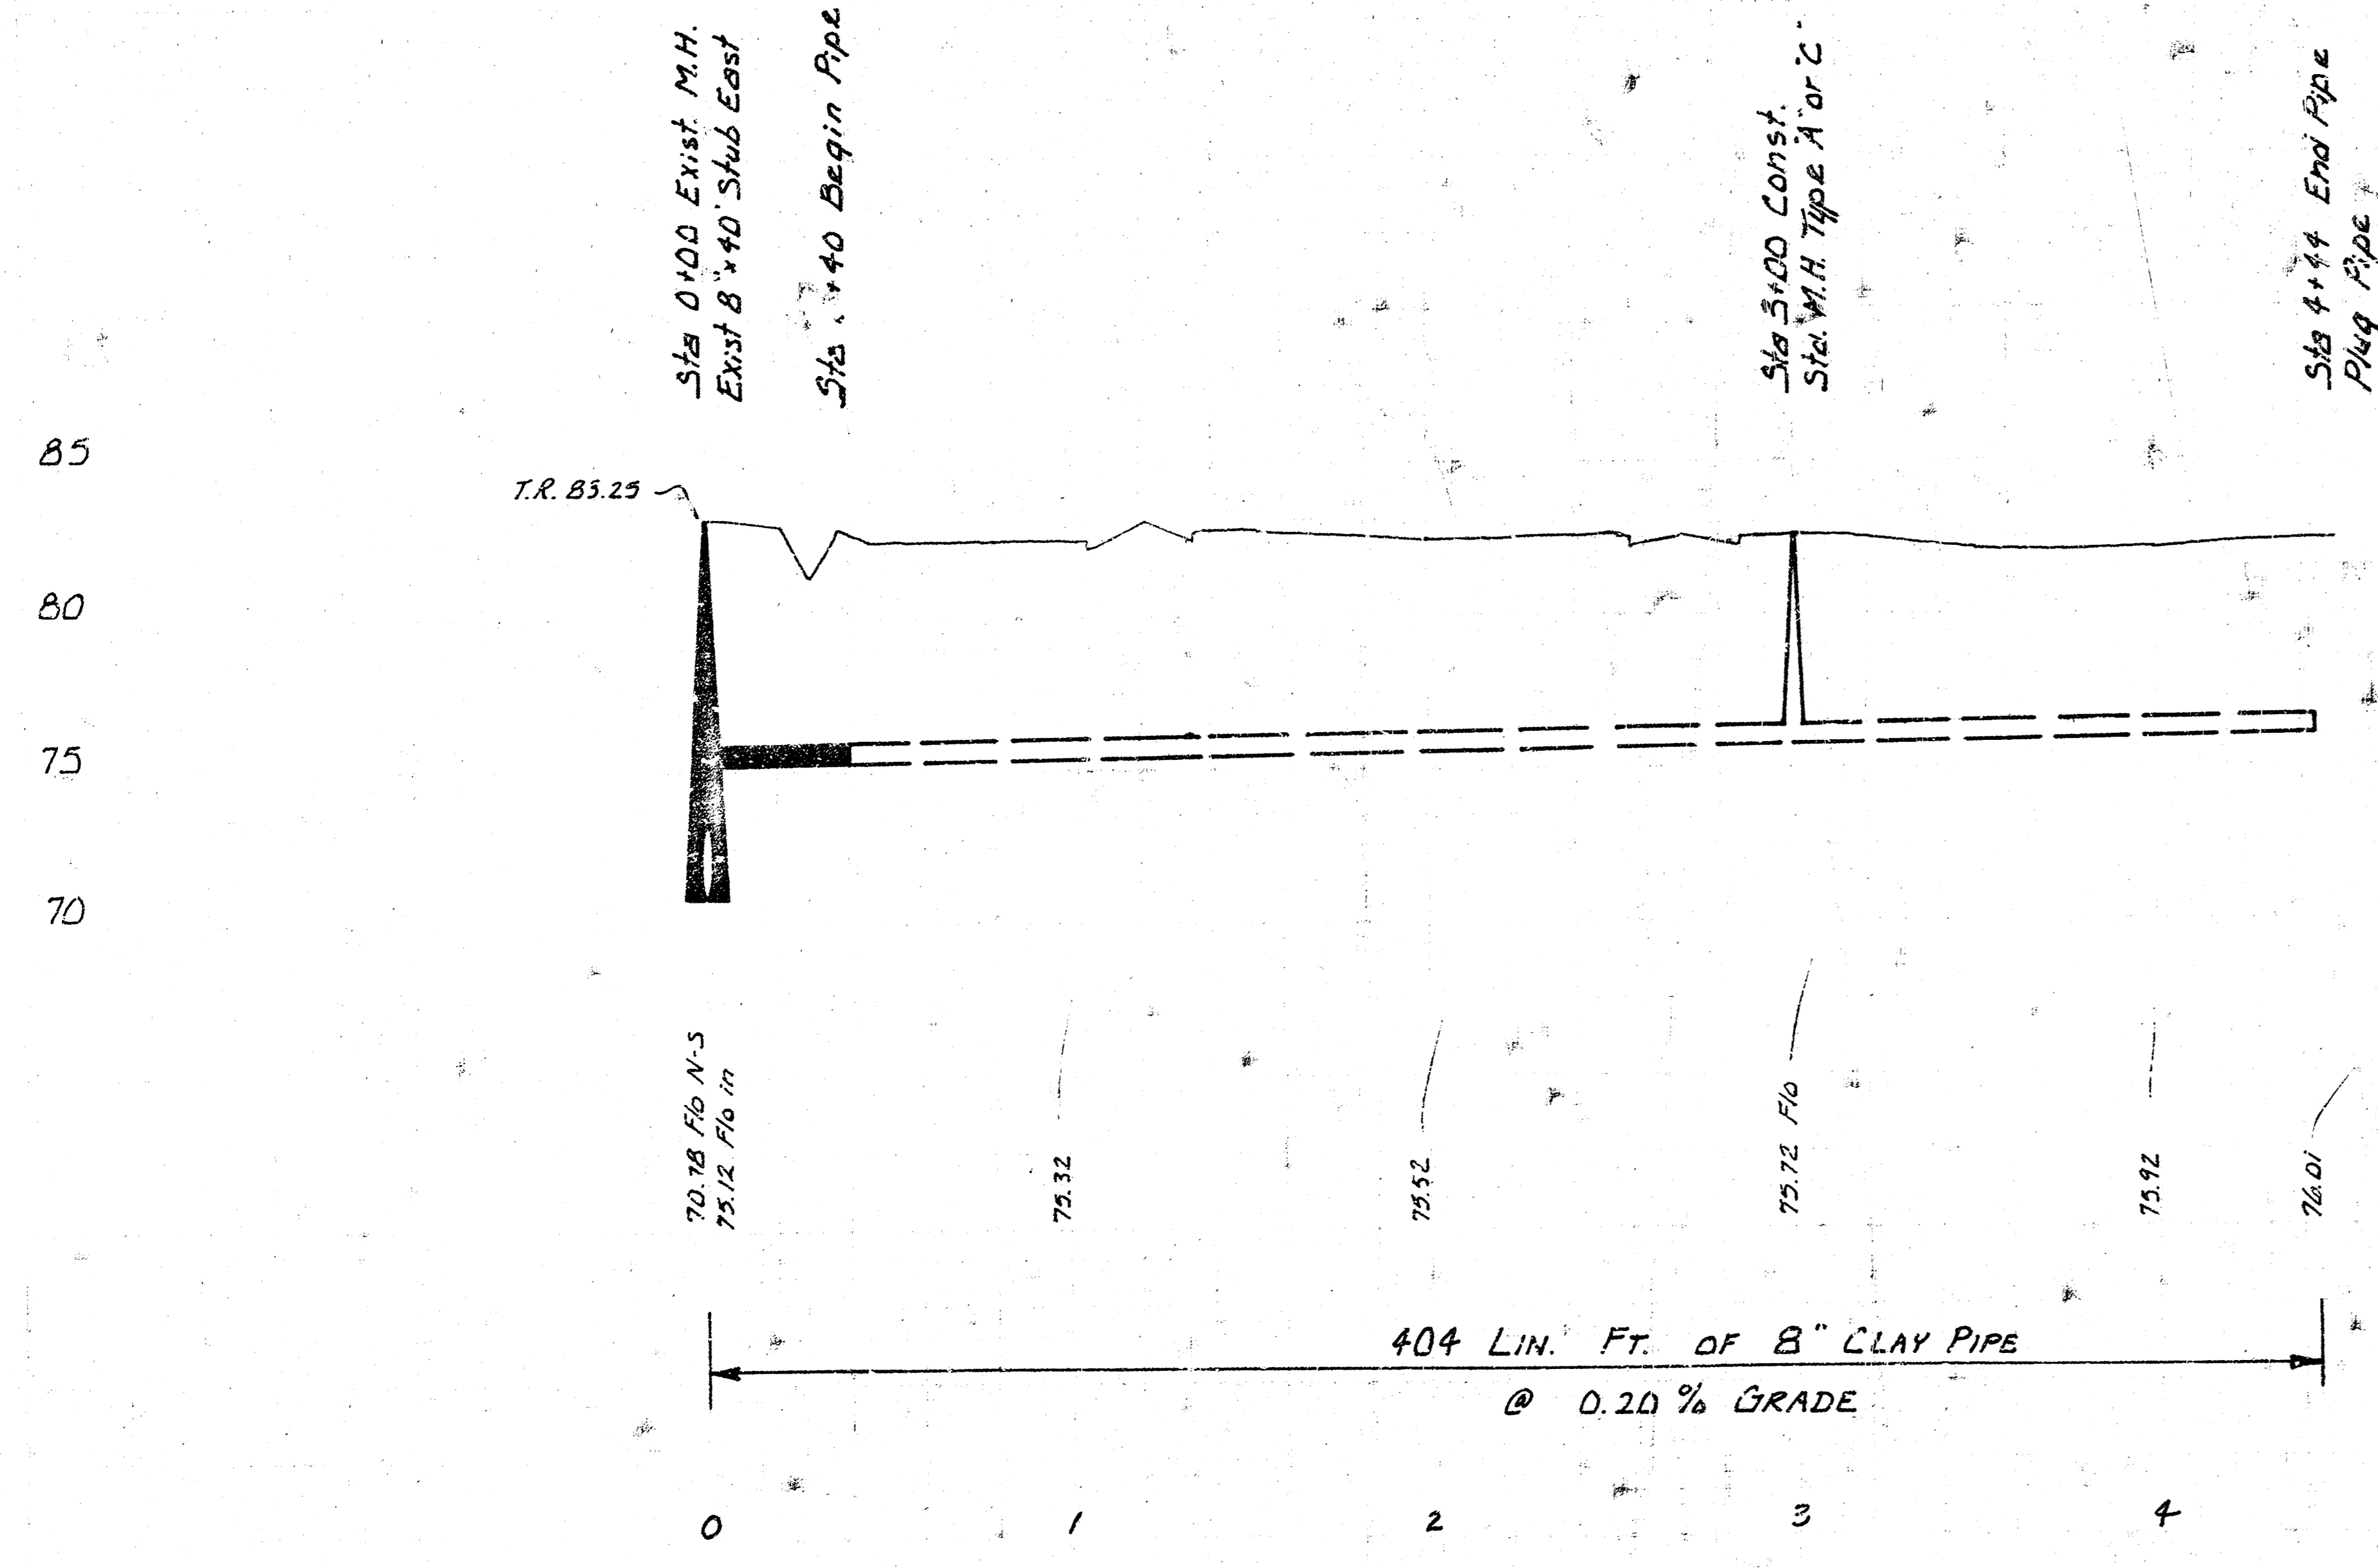 Sta 0+00 Exist. M.H.
Exist 8"x40' Stub East
Sta +40 Begin Pipe
Sta 3+00 Const.
Std. M.H. Type "A" or "C"
Sta 4+44 End Pipe
Plug Pipe
85
T.R. 83.25
80
75
70
70.78 Flo N-S
75.12 Flo in
75.32
75.52
75.72 Flo
75.92
76.01
404 LIN. FT. OF 8" CLAY PIPE
@ 0.20 % GRADE
0 1 2 3 4